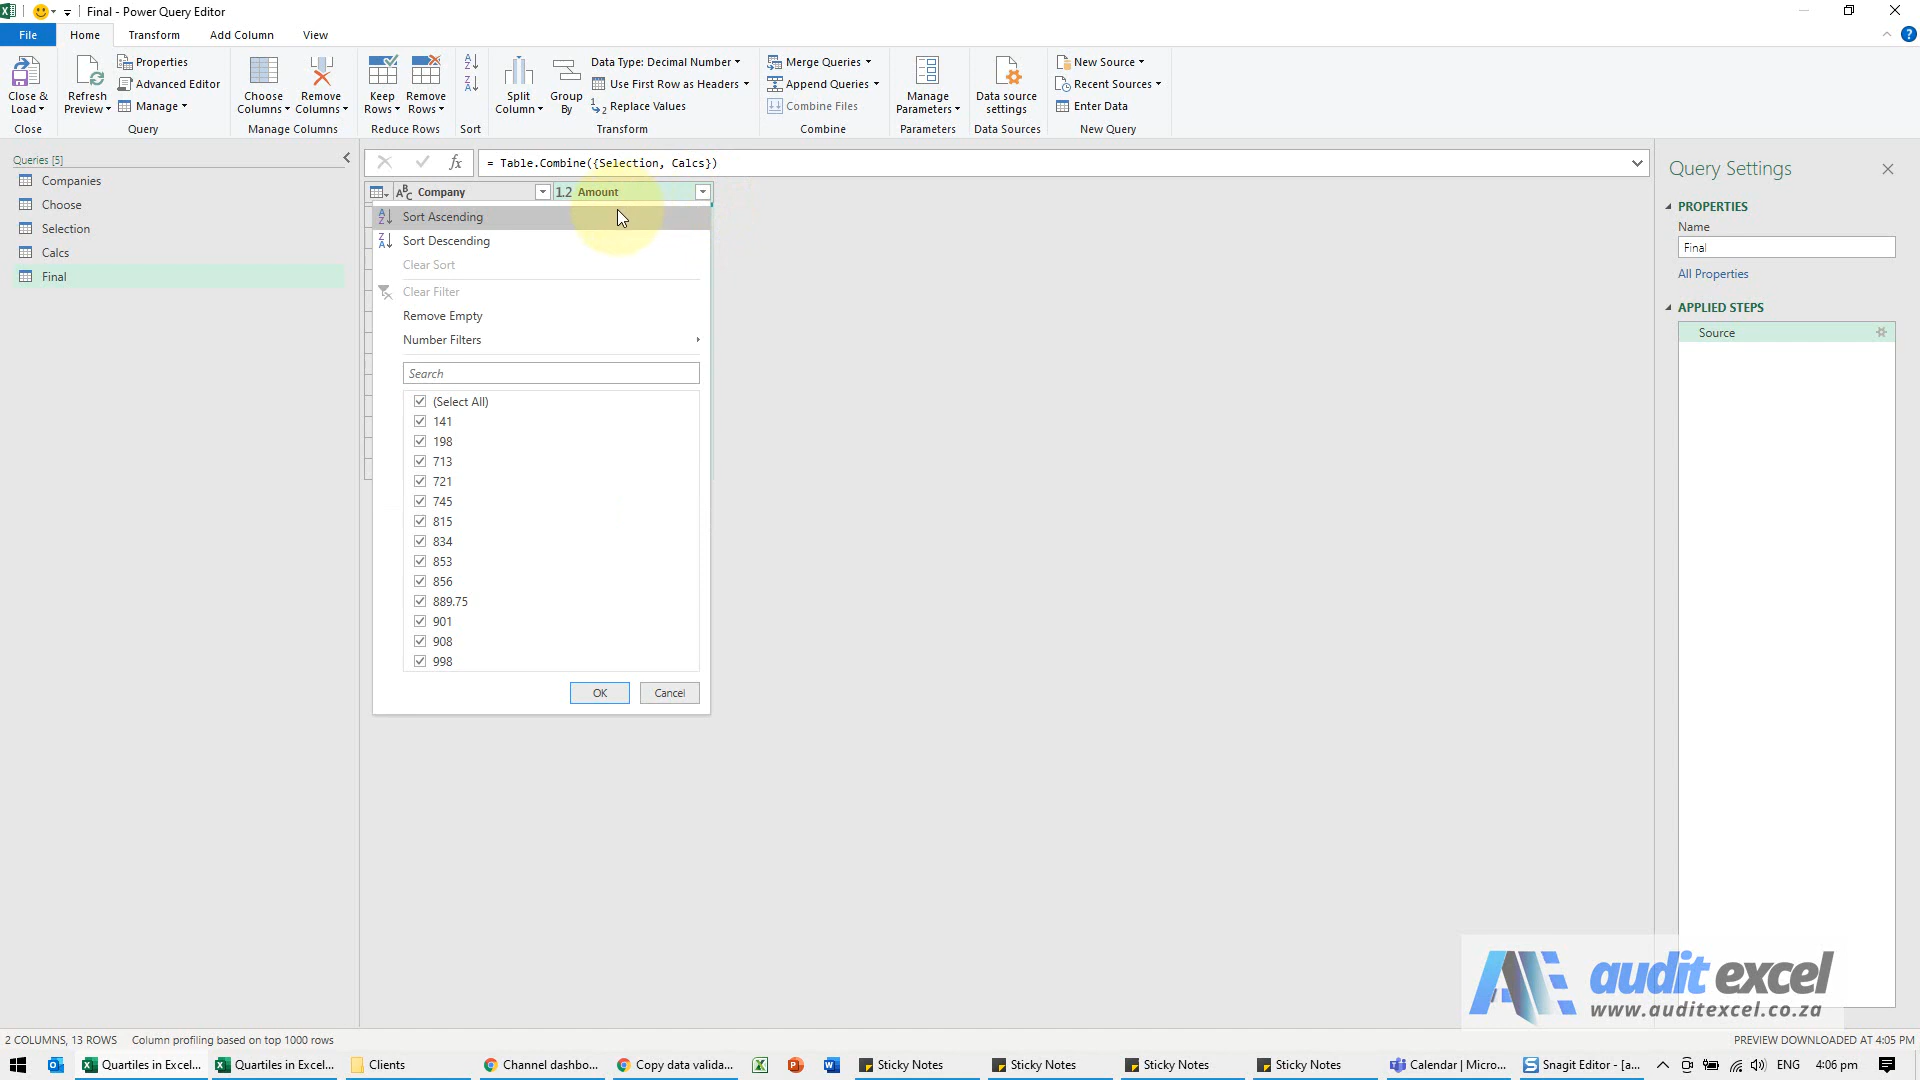 Final - Power Query Editor
File Home Transform Add Column View
Close & Load
Close
Refresh Preview
Properties
Advanced Editor
Manage
Query
Choose Columns
Remove Columns
Manage Columns
Keep Rows
Remove Rows
Reduce Rows
Sort
Split Column
Group By
Data Type: Decimal Number
Use First Row as Headers
Replace Values
Transform
Merge Queries
Append Queries
Combine Files
Combine
Manage Parameters
Parameters
Data source settings
Data Sources
New Source
Recent Sources
Enter Data
New Query
Queries [5]
Companies
Choose
Selection
Calcs
Final
= Table.Combine({Selection, Calcs})
Company 1.2 Amount
Sort Ascending
Sort Descending
Clear Sort
Clear Filter
Remove Empty
Number Filters
Search
(Select All)
141
198
713
721
745
815
834
853
856
889.75
901
908
998
OK Cancel
Query Settings
PROPERTIES
Name
Final
All Properties
APPLIED STEPS
Source
audit excel
www.auditexcel.co.za
2 COLUMNS, 13 ROWS Column profiling based on top 1000 rows
PREVIEW DOWNLOADED AT 4:05 PM
Quartiles in Excel... Quartiles in Excel... Clients Channel dashbo... Copy data valida... Sticky Notes Sticky Notes Sticky Notes Sticky Notes Calendar | Micro... Snagit Editor - [a... ENG 4:06 pm